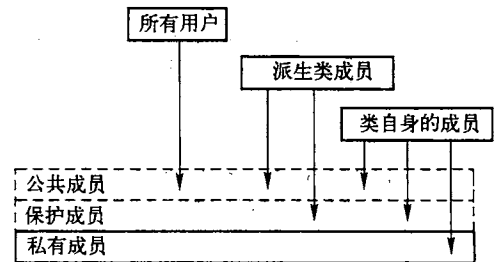 所有用户
派生类成员
类自身的成员
公共成员
保护成员
私有成员